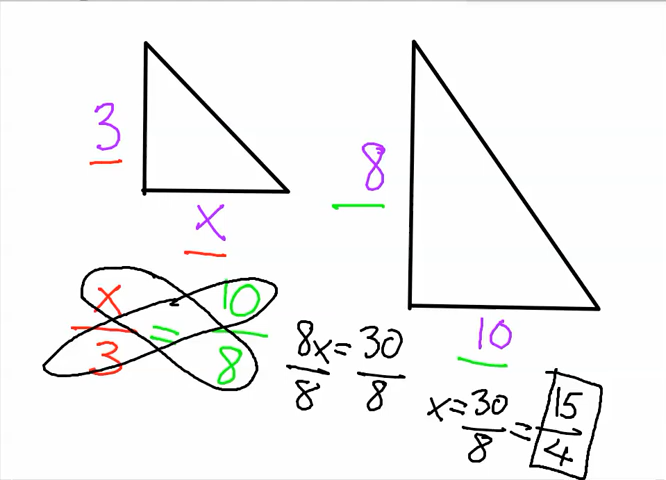 3
x
8
10
x/3 = 10/8
8x/8 = 30/8
x = 30/8 = 15/4